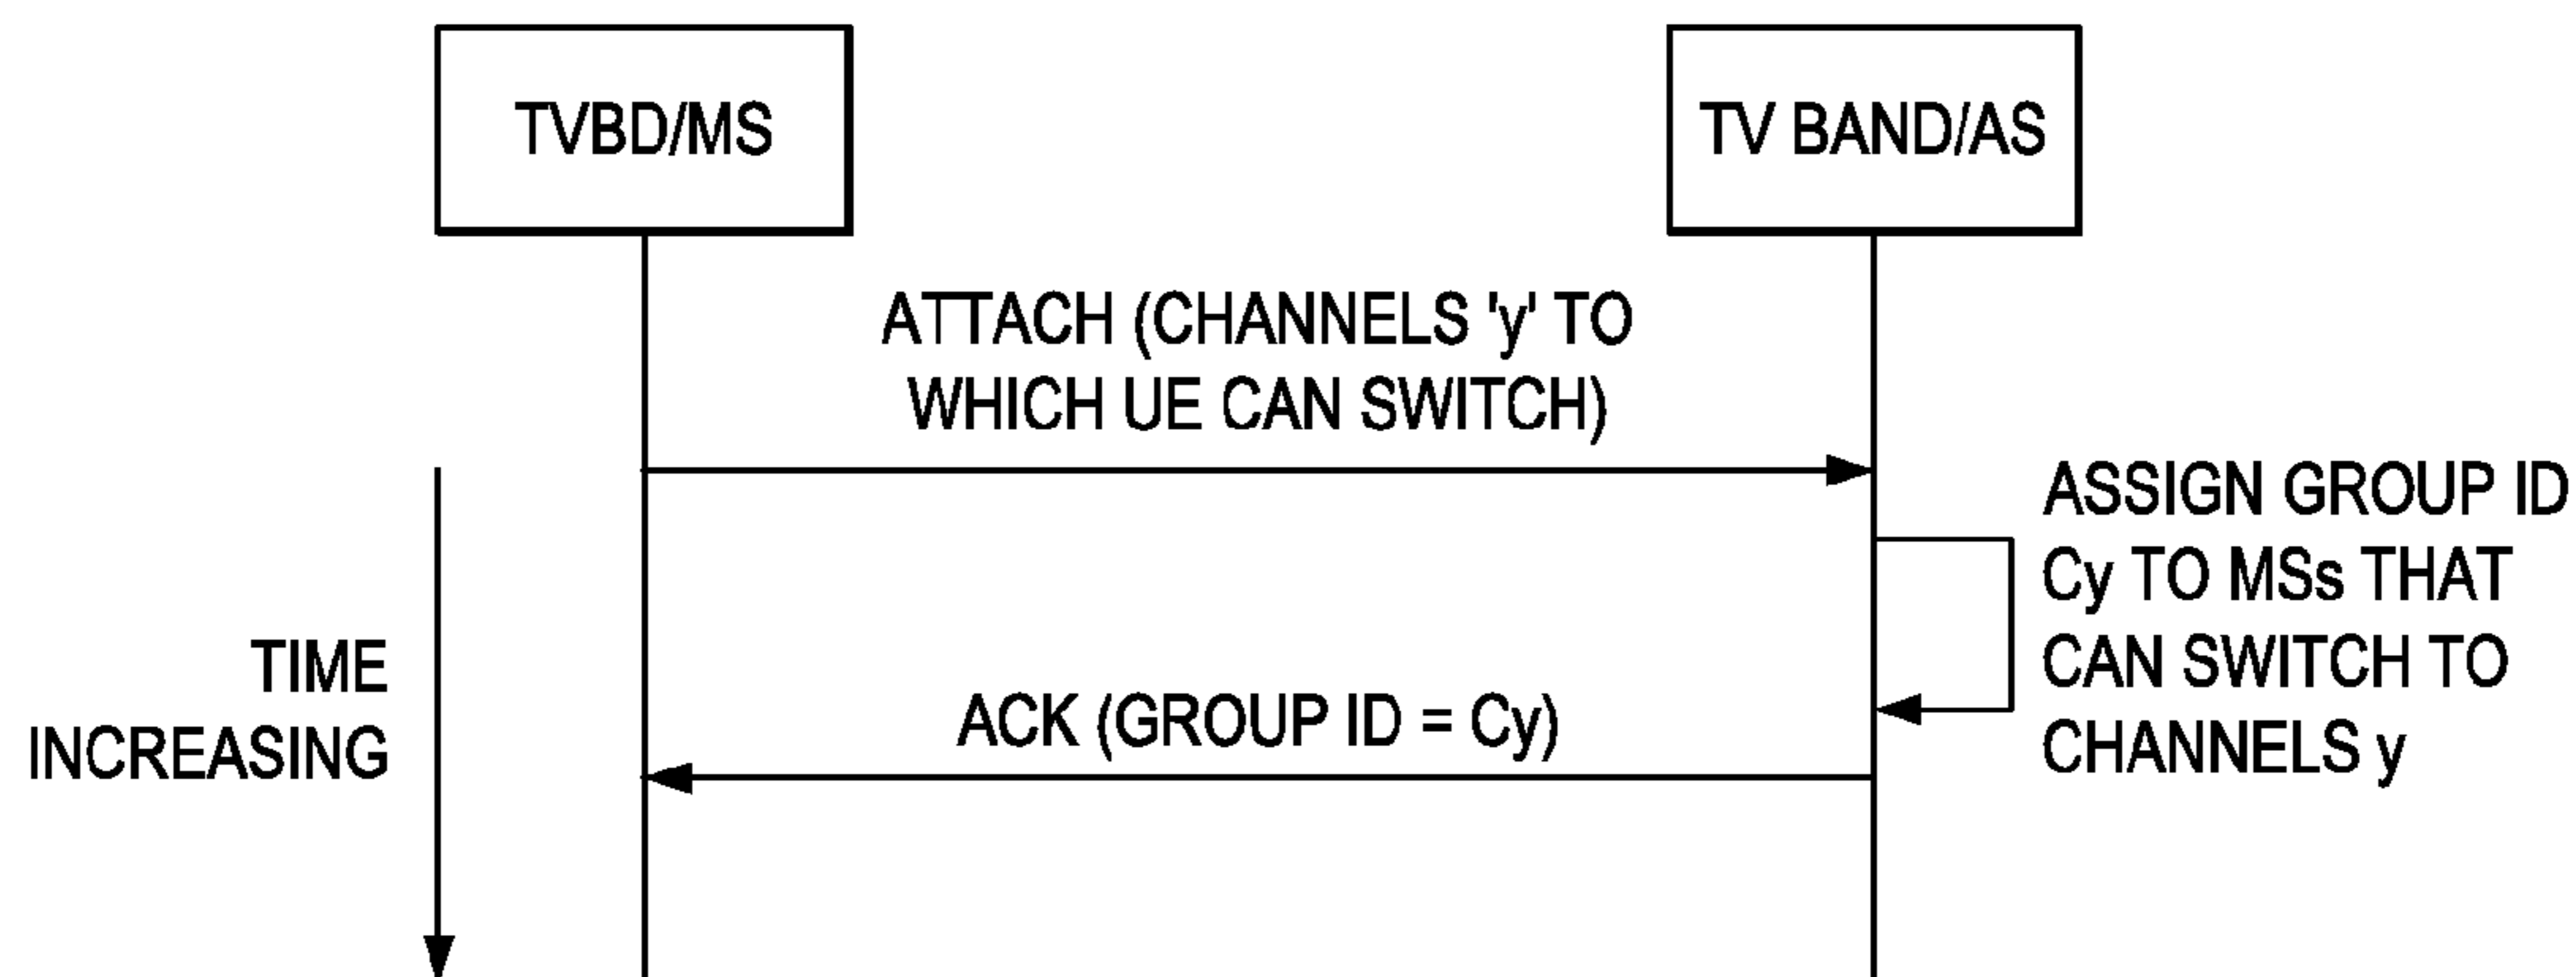 TVBD/MS
TV BAND/AS
ATTACH (CHANNELS 'y' TO
WHICH UE CAN SWITCH)
ASSIGN GROUP ID
Cy TO MSs THAT
CAN SWITCH TO
CHANNELS y
TIME
INCREASING
ACK (GROUP ID = Cy)